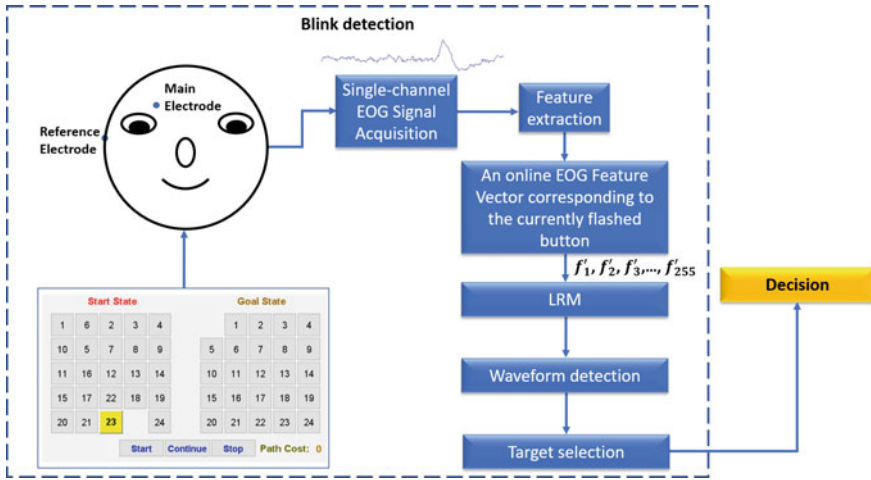 Blink detection
Main
Electrode
Reference
Electrode
Single-channel
EOG Signal
Acquisition
Feature
extraction
An online EOG Feature
Vector corresponding to
the currently flashed
button
f′1, f′2, f′3,..., f′255
LRM
Waveform detection
Target selection
Decision
Start State
1 6 2 3 4
10 5 7 8 9
11 16 12 13 14
15 17 22 18 19
20 21 23 24
Goal State
1 2 3 4
5 6 7 8 9
10 11 12 13 14
15 16 17 18 19
20 21 22 23 24
Start Continue Stop Path Cost: 0